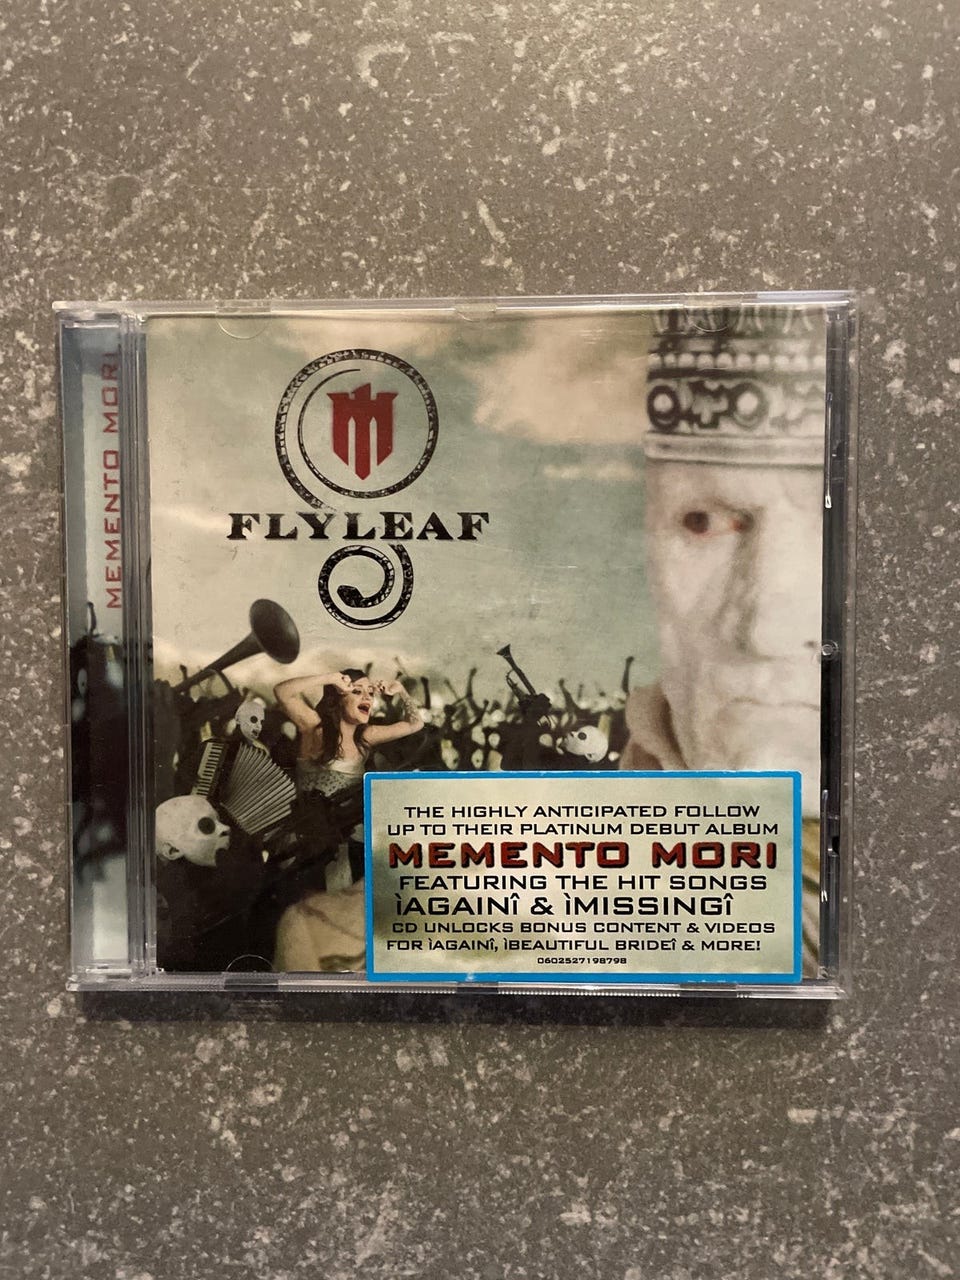 MEMENTO MORI
M
FLYLEAF
THE HIGHLY ANTICIPATED FOLLOW
UP TO THEIR PLATINUM DEBUT ALBUM
MEMENTO MORI
FEATURING THE HIT SONGS
ÌAGAINÎ & ÌMISSINGÎ
CD UNLOCKS BONUS CONTENT & VIDEOS
FOR ÌAGAINÎ, ÌBEAUTIFUL BRIDEÎ & MORE!
0602527198798